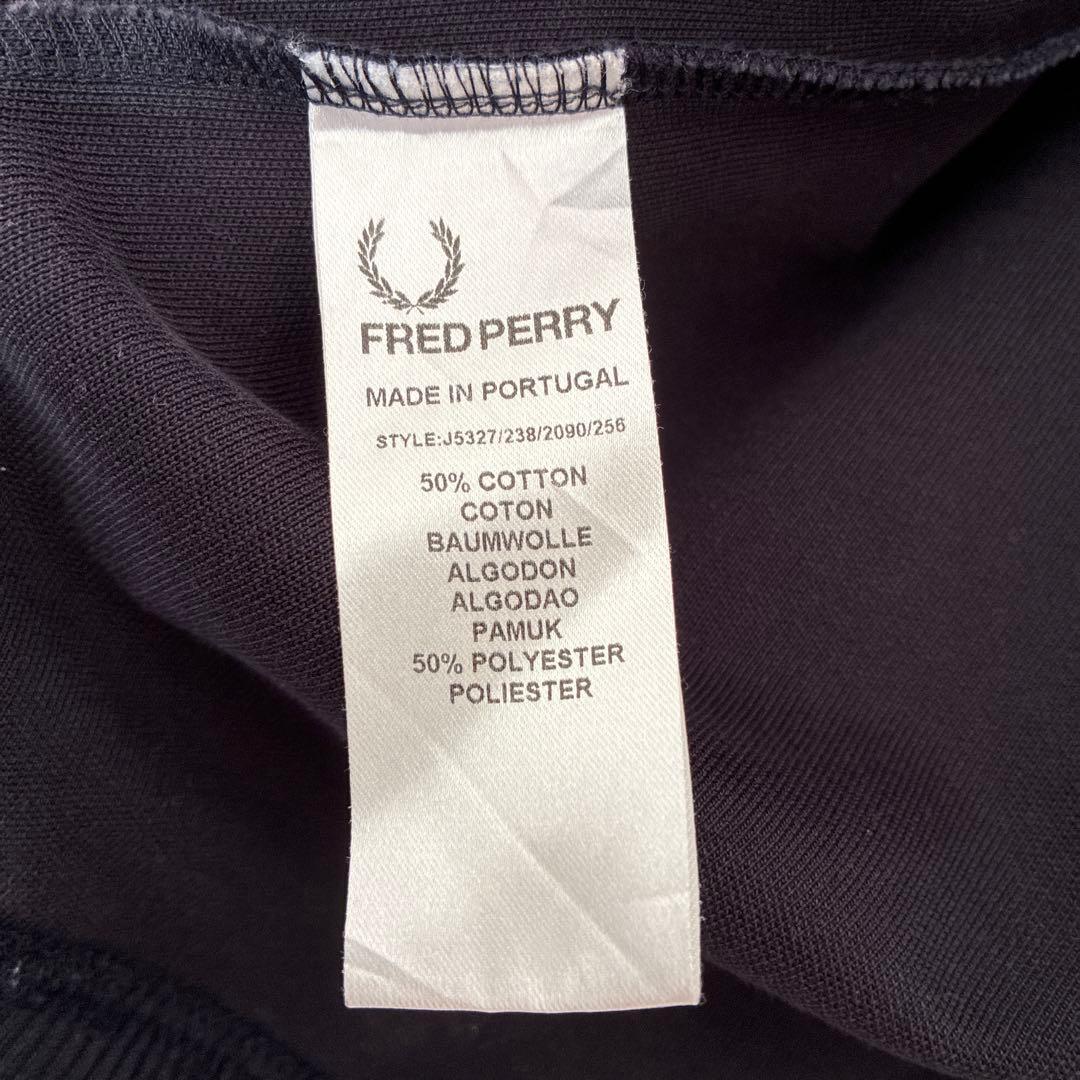 FRED PERRY
MADE IN PORTUGAL
STYLE:J5327/238/2090/256
50% COTTON
COTON
BAUMWOLLE
ALGODON
ALGODAO
PAMUK
50% POLYESTER
POLIESTER